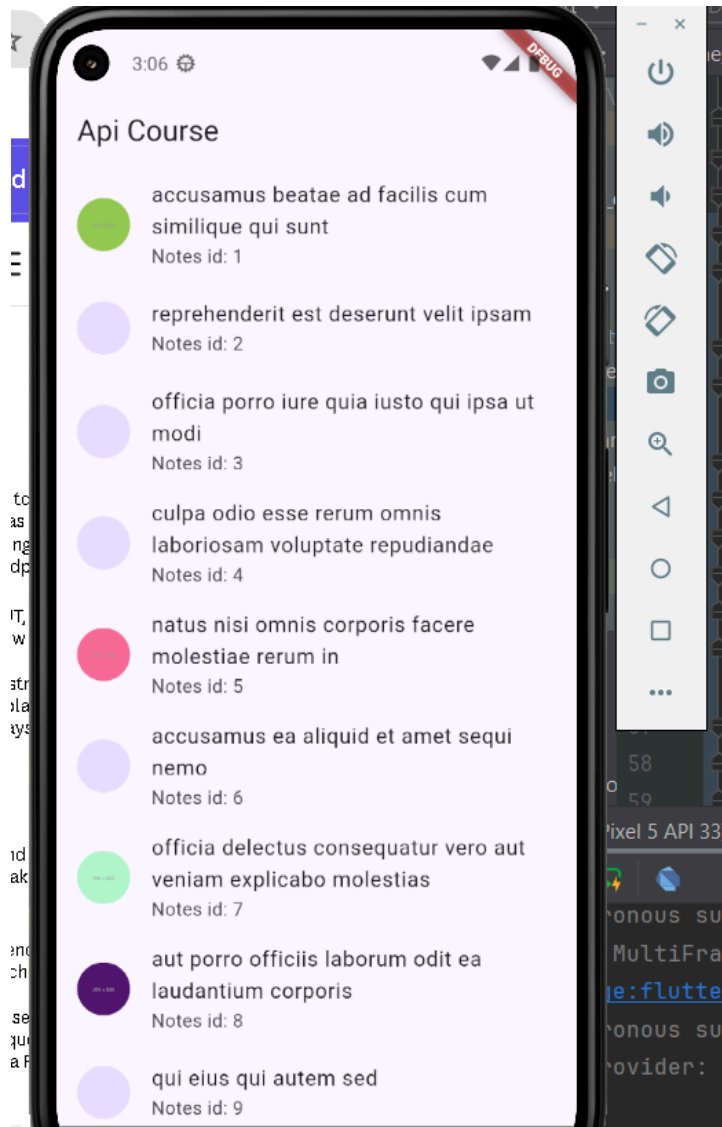 3:06
DEBUG
Api Course
accusamus beatae ad facilis cum
similique qui sunt
Notes id: 1
reprehenderit est deserunt velit ipsam
Notes id: 2
officia porro iure quia iusto qui ipsa ut
modi
Notes id: 3
culpa odio esse rerum omnis
laboriosam voluptate repudiandae
Notes id: 4
natus nisi omnis corporis facere
molestiae rerum in
Notes id: 5
accusamus ea aliquid et amet sequi
nemo
Notes id: 6
officia delectus consequatur vero aut
veniam explicabo molestias
Notes id: 7
aut porro officiis laborum odit ea
laudantium corporis
Notes id: 8
qui eius qui autem sed
Notes id: 9
58
59
Pixel 5 API 33
onous su
MultiFra
ge:flutte
onous su
rovider: